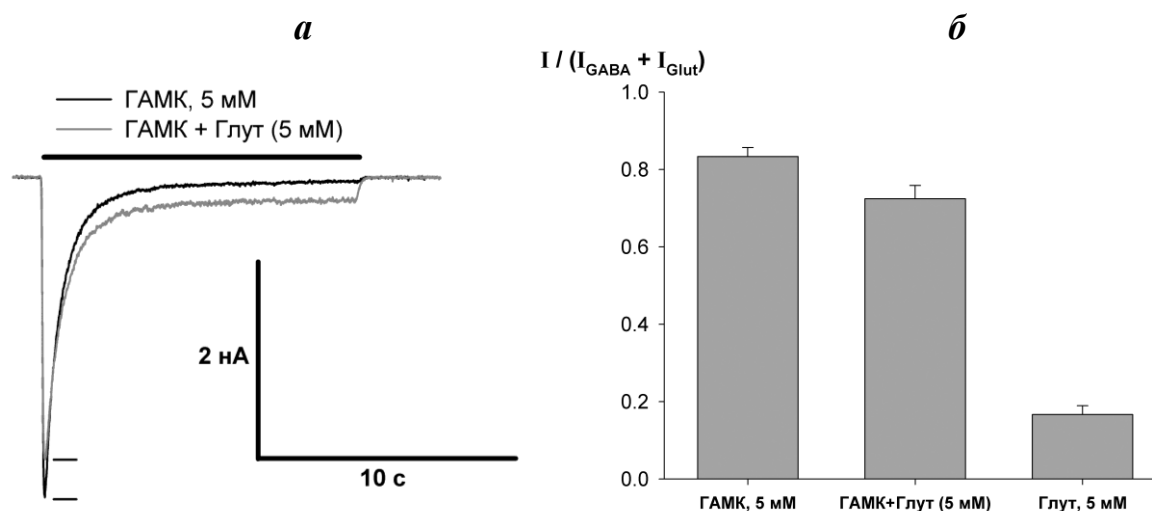 а
ГАМК, 5 мМ
ГАМК + Глут (5 мМ)
2 нА
10 с
б
I / (I_GABA + I_Glut)
1.0
0.8
0.6
0.4
0.2
0.0
ГАМК, 5 мМ
ГАМК+Глут (5 мМ)
Глут, 5 мМ